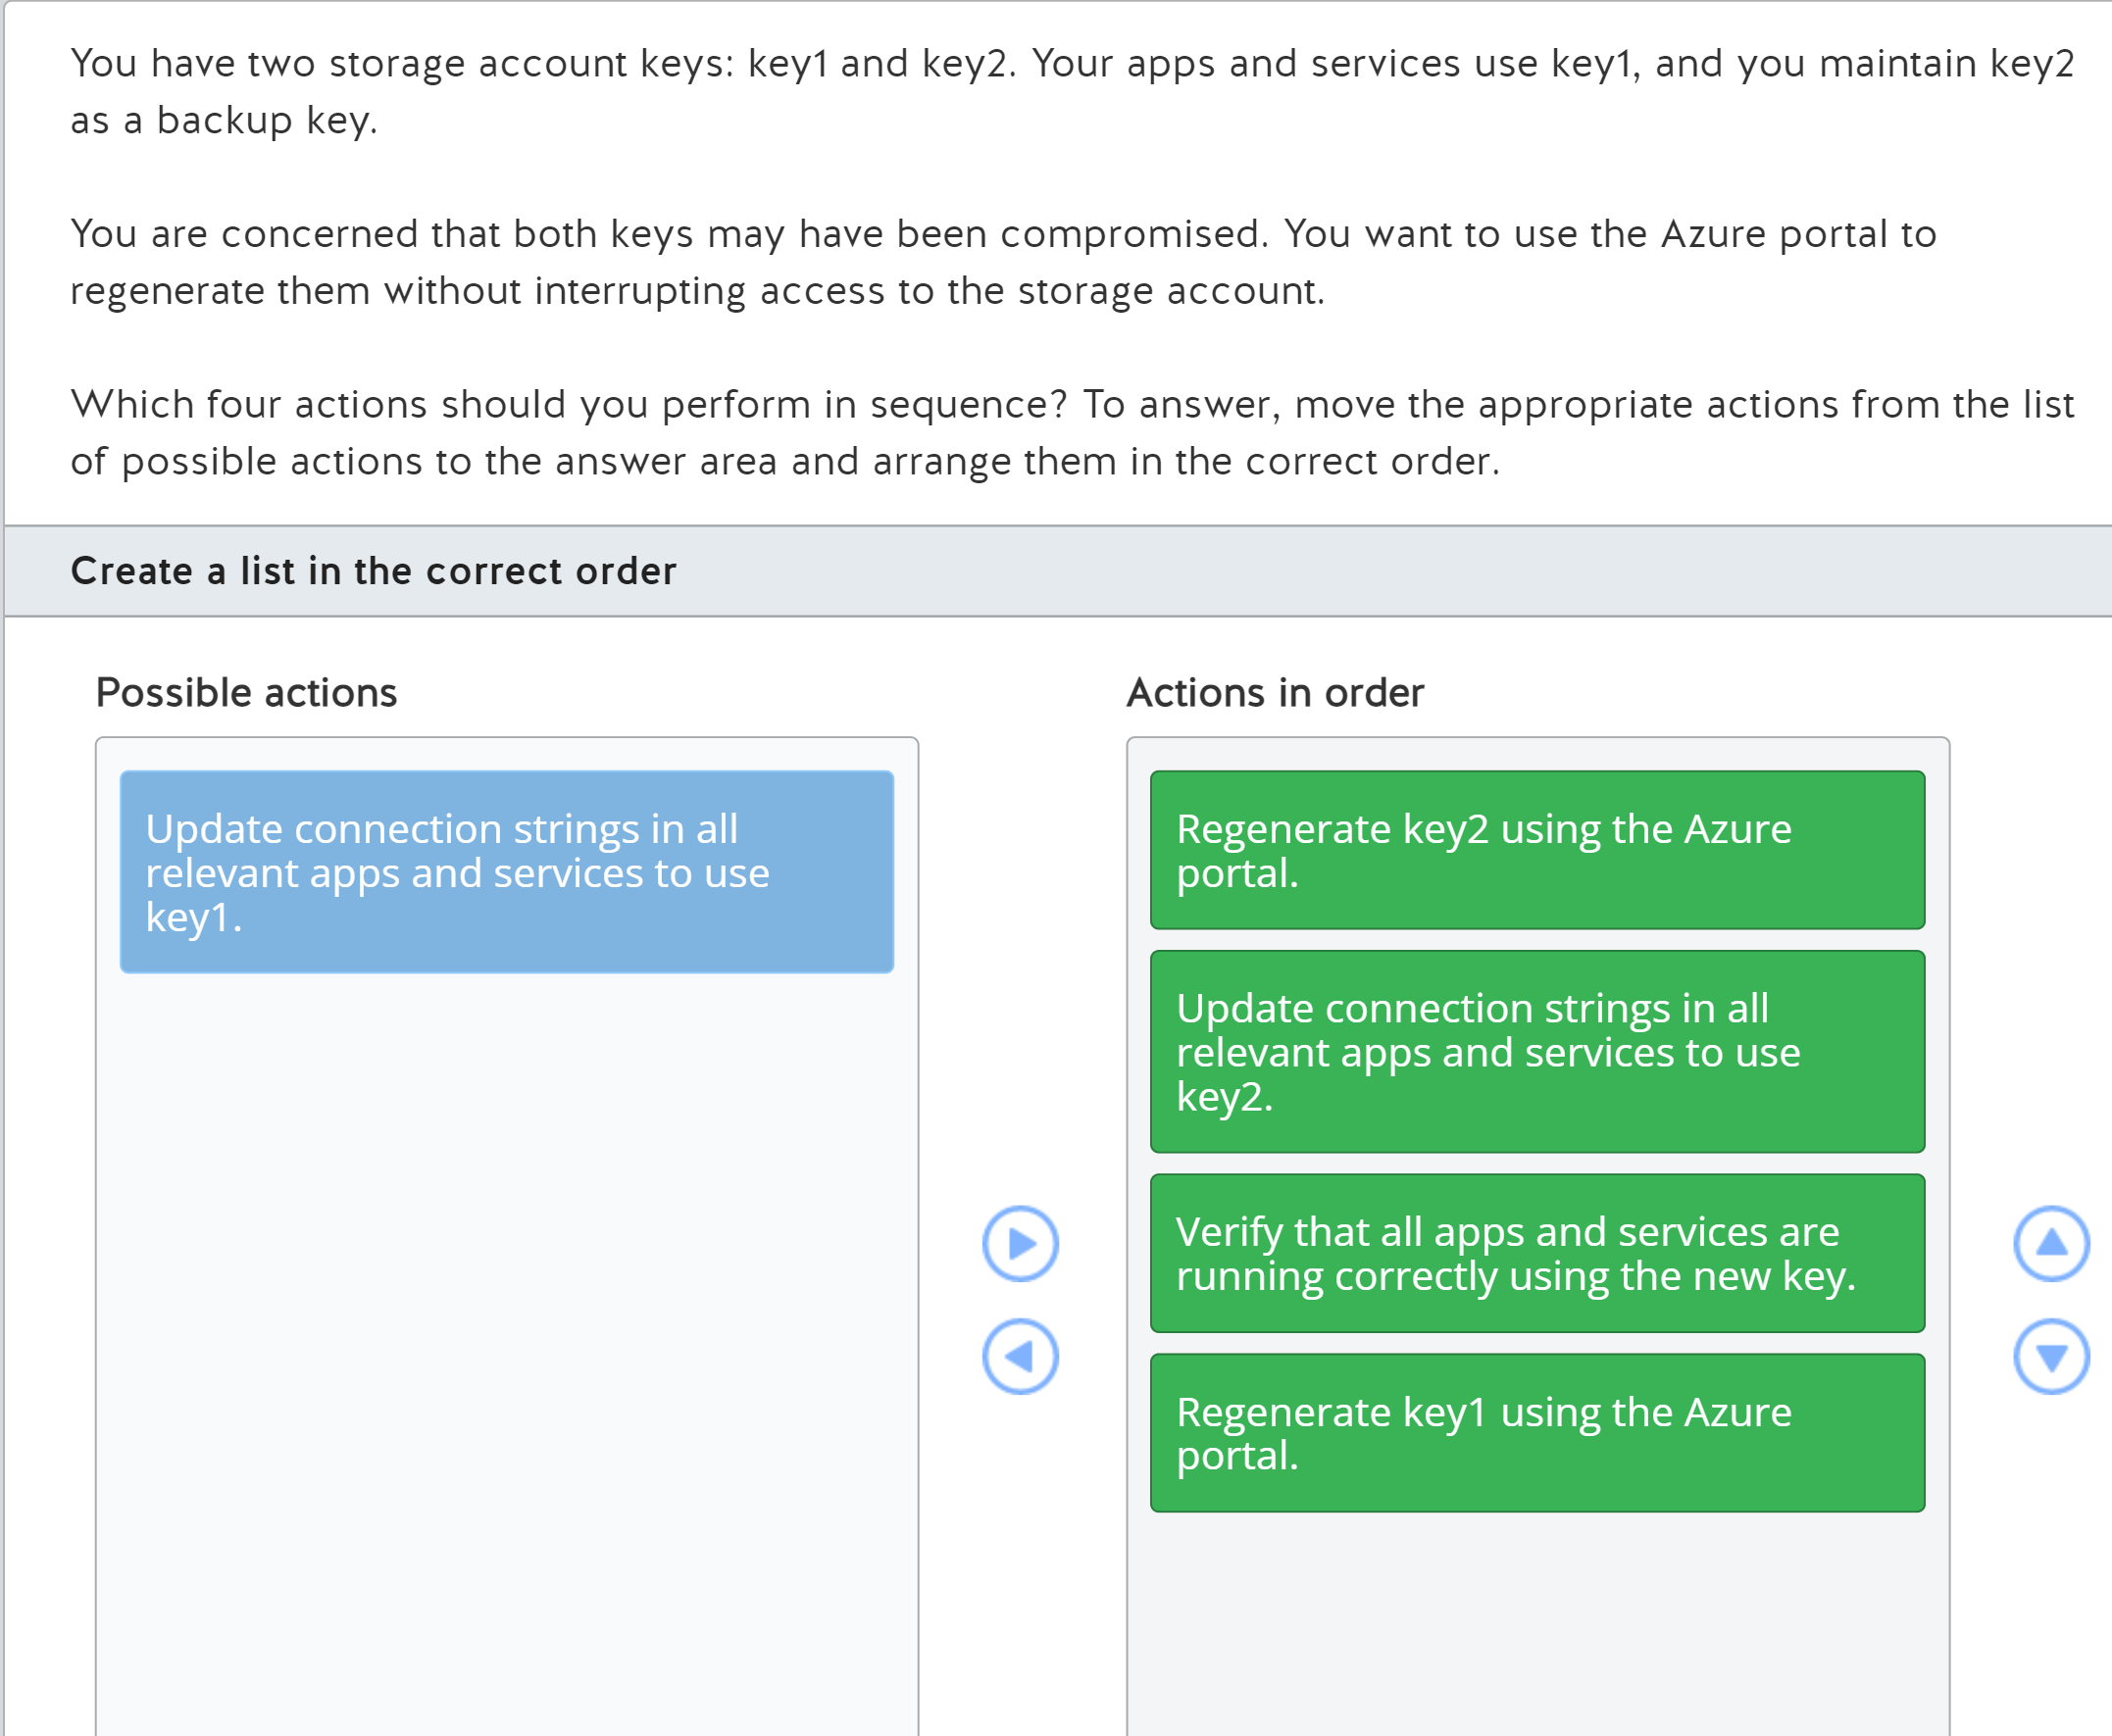 You have two storage account keys: key1 and key2. Your apps and services use key1, and you maintain key2
as a backup key.
You are concerned that both keys may have been compromised. You want to use the Azure portal to
regenerate them without interrupting access to the storage account.
Which four actions should you perform in sequence? To answer, move the appropriate actions from the list
of possible actions to the answer area and arrange them in the correct order.
Create a list in the correct order
Possible actions
Update connection strings in all
relevant apps and services to use
key1.
Actions in order
Regenerate key2 using the Azure
portal.
Update connection strings in all
relevant apps and services to use
key2.
Verify that all apps and services are
running correctly using the new key.
Regenerate key1 using the Azure
portal.